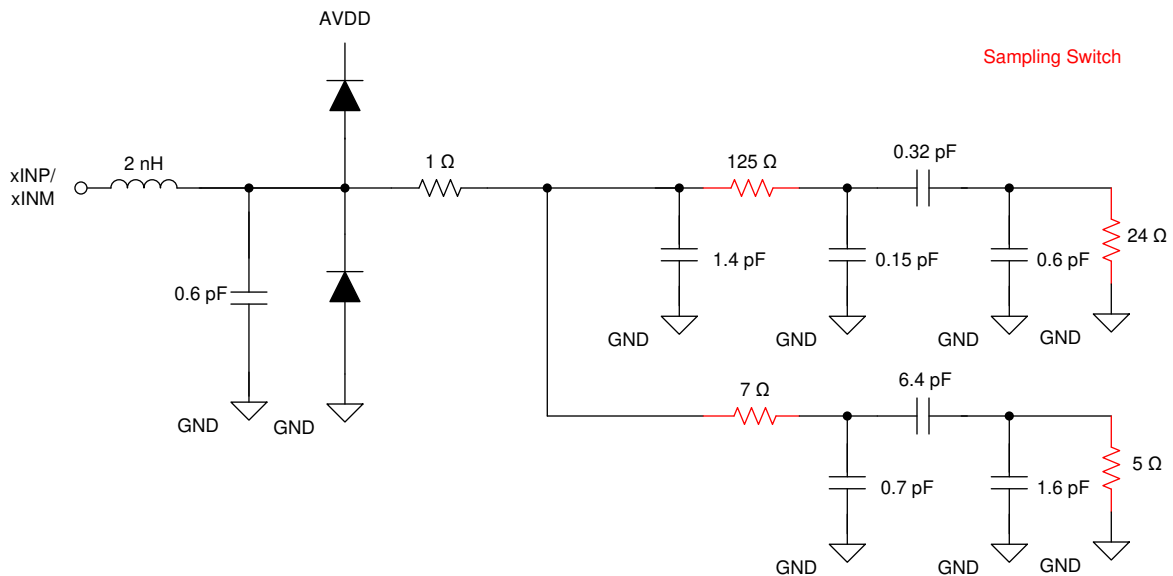 AVDD
Sampling Switch
2 nH
1 Ω
125 Ω
0.32 pF
xINP/
xINM
24 Ω
0.6 pF
1.4 pF
0.15 pF
0.6 pF
GND
GND
GND
GND
7 Ω
6.4 pF
GND
GND
5 Ω
0.7 pF
1.6 pF
GND
GND
GND